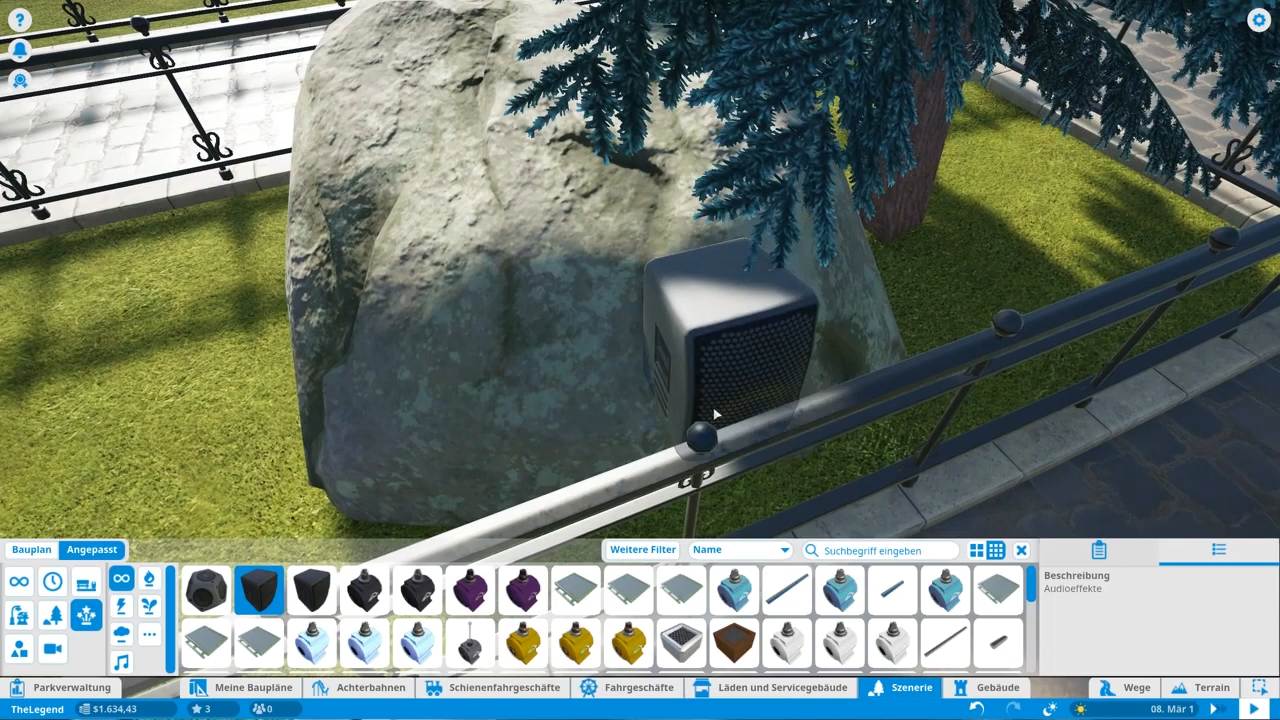 ?
Bauplan
Angepasst
Weitere Filter
Name
Suchbegriff eingeben
Beschreibung
Audioeffekte
Parkverwaltung
Meine Baupläne
Achterbahnen
Schienenfahrgeschäfte
Fahrgeschäfte
Läden und Servicegebäude
Szenerie
Gebäude
Wege
Terrain
TheLegend
$1.634,43
3
0
08. Mär 1